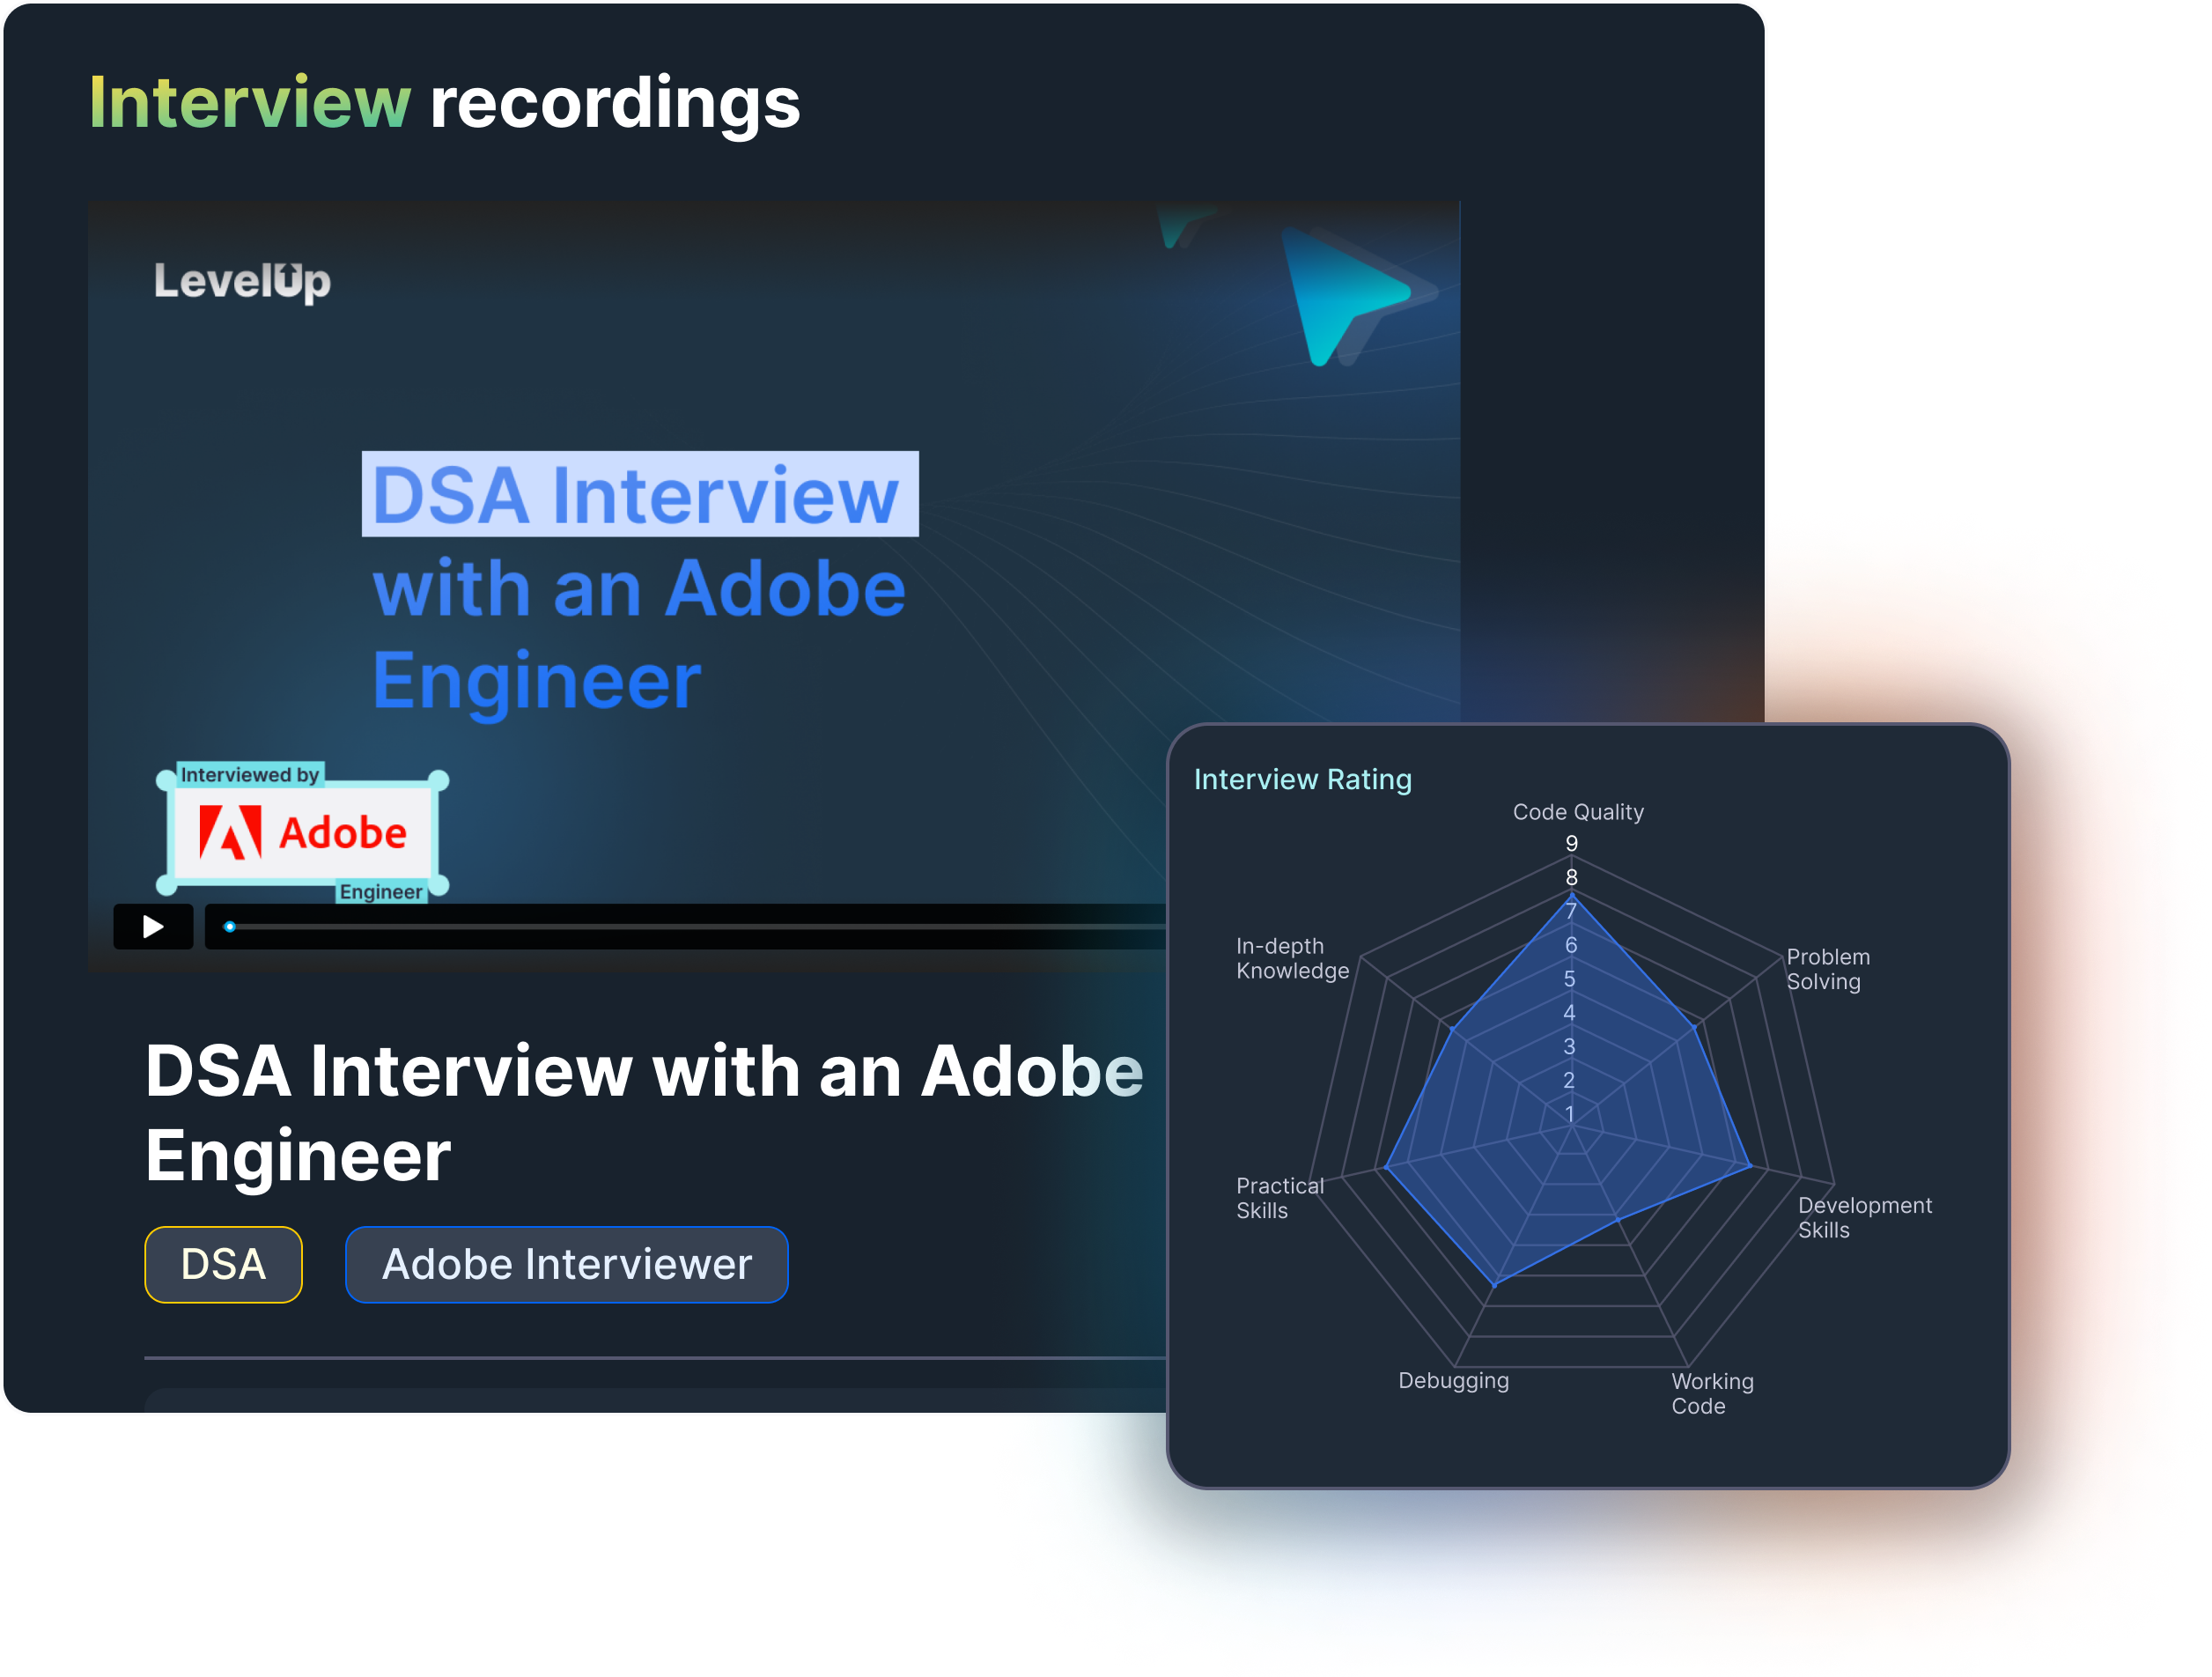 Interview recordings
LevelUp
DSA Interview
with an Adobe
Engineer
Interviewed by
Adobe
Engineer
DSA Interview with an Adobe
Engineer
DSA
Adobe Interviewer
Interview Rating
Code Quality
9
8
7
6
5
4
3
2
1
In-depth
Knowledge
Problem
Solving
Practical
Skills
Development
Skills
Debugging
Working
Code